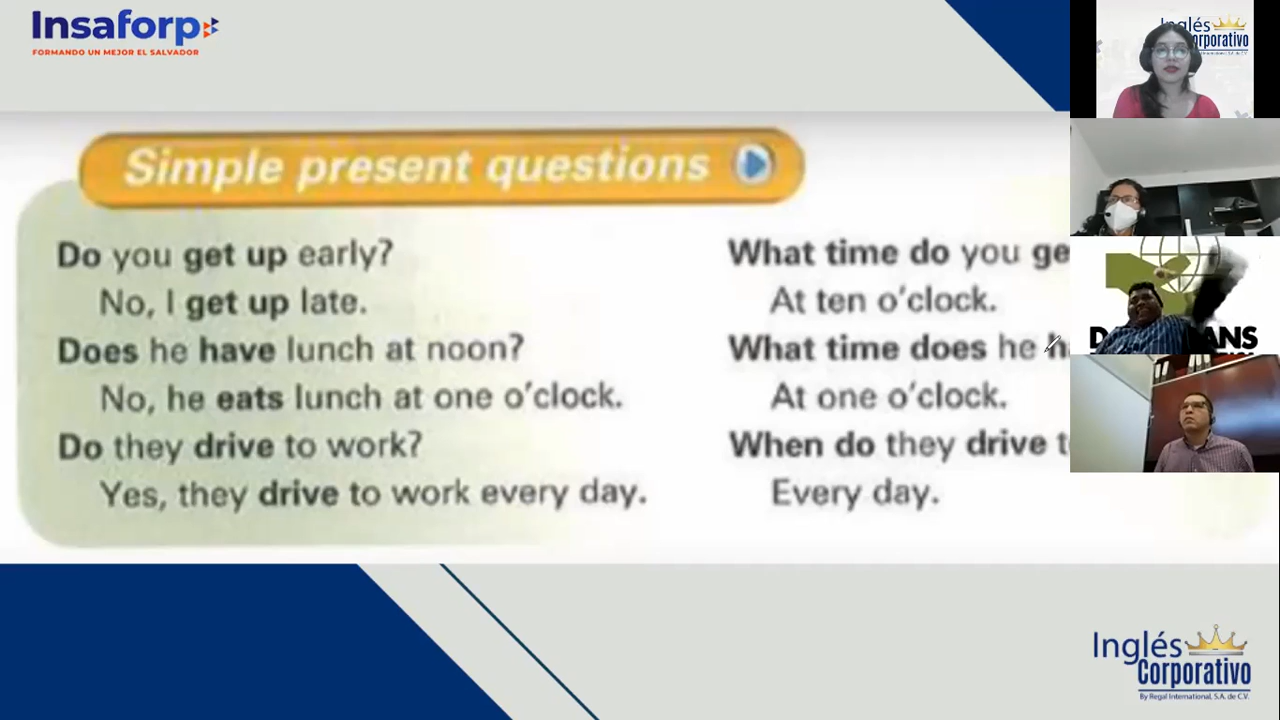 Insaforp
FORMANDO UN MEJOR EL SALVADOR
Simple present questions
Do you get up early?
No, I get up late.
Does he have lunch at noon?
No, he eats lunch at one o'clock.
Do they drive to work?
Yes, they drive to work every day.
What time do you ge
At ten o'clock.
What time does he
At one o'clock.
When do they drive t
Every day.
Inglés
Corporativo
By Regal International, S.A. de C.V.